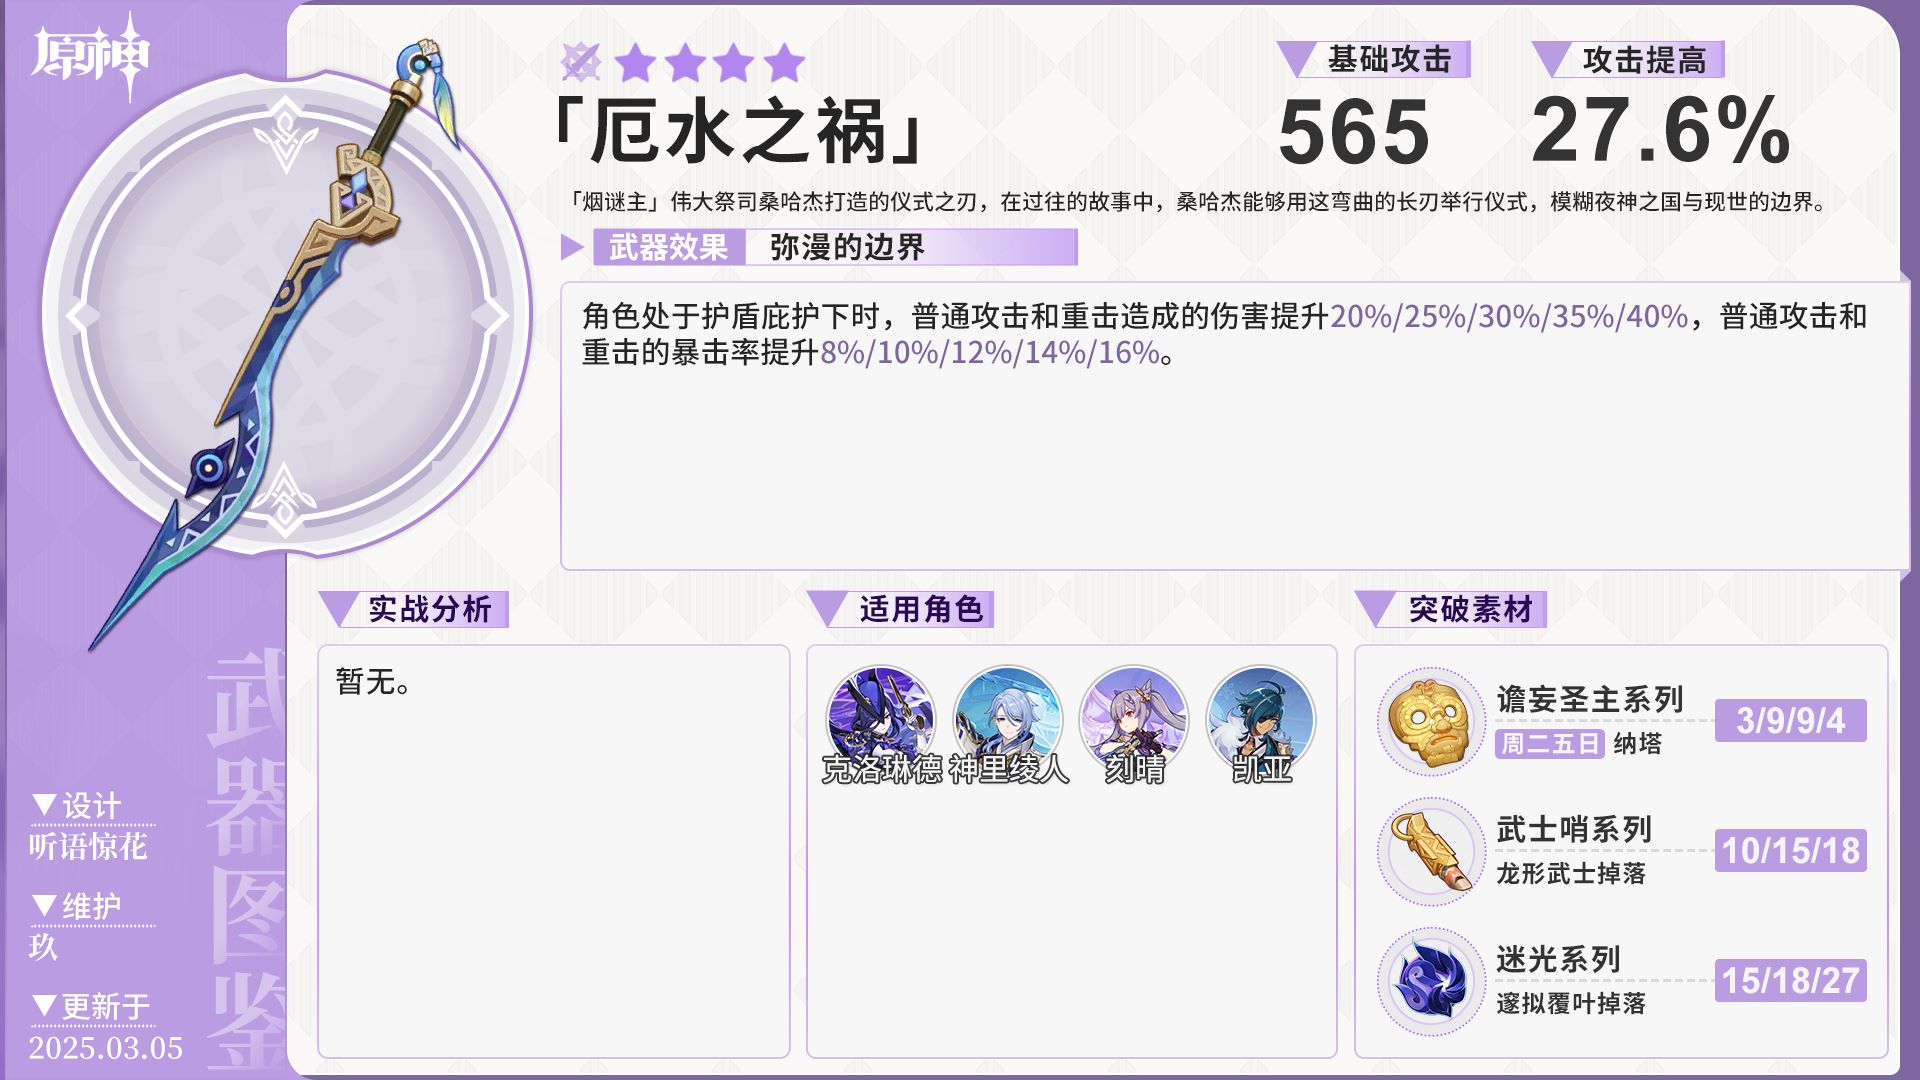 原神
「厄水之祸」
基础攻击
565
攻击提高
27.6%
「烟谜主」伟大祭司桑哈杰打造的仪式之刃，在过往的故事中，桑哈杰能够用这弯曲的长刃举行仪式，模糊夜神之国与现世的边界。
武器效果
弥漫的边界
角色处于护盾庇护下时，普通攻击和重击造成的伤害提升20%/25%/30%/35%/40%，普通攻击和
重击的暴击率提升8%/10%/12%/14%/16%。
实战分析
暂无。
适用角色
克洛琳德
神里绫人
刻晴
凯亚
突破素材
谵妄圣主系列
周二五日 纳塔
3/9/9/4
武士哨系列
龙形武士掉落
10/15/18
迷光系列
邃拟覆叶掉落
15/18/27
武器图鉴
▼设计
听语惊花
▼维护
玖
▼更新于
2025.03.05